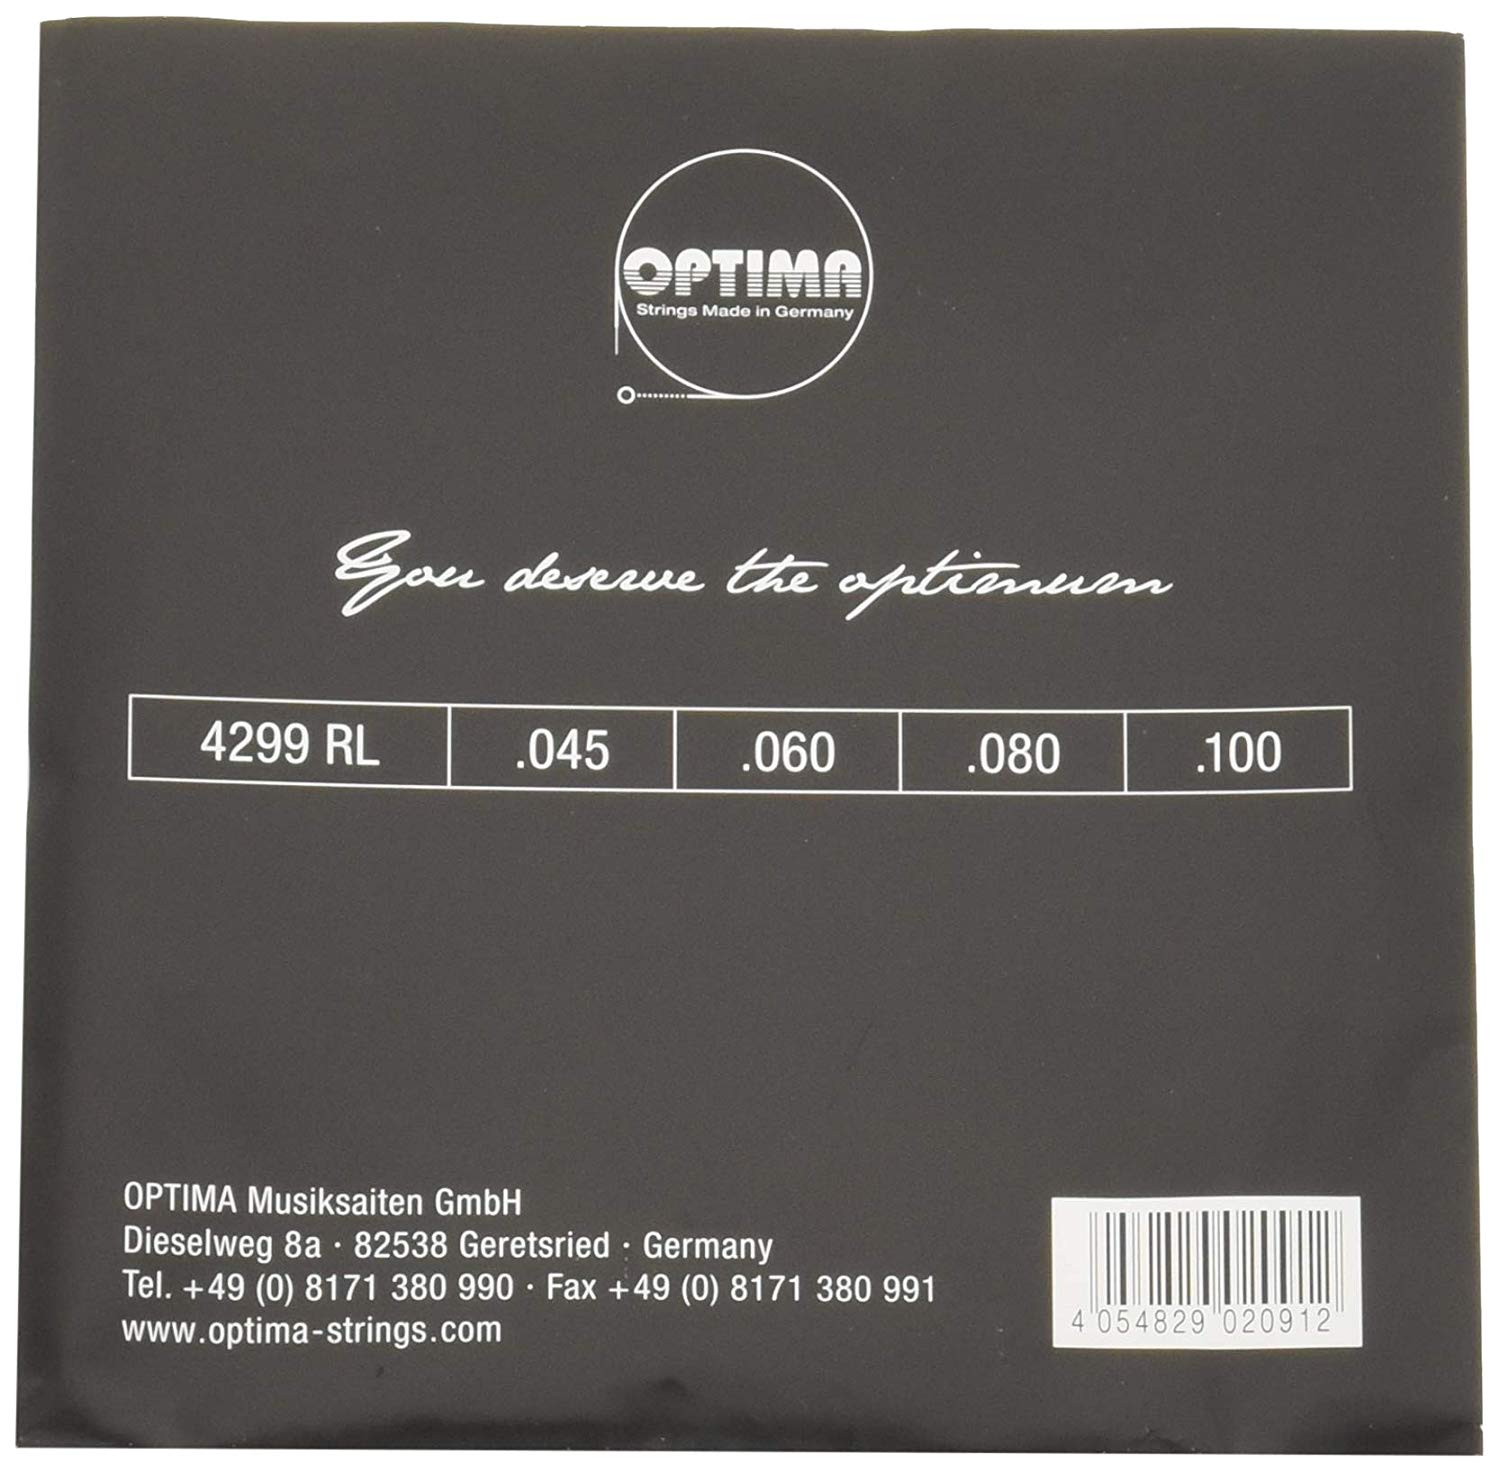 OPTIMA
Strings Made in Germany
You deserve the optimum
4299 RL .045 .060 .080 .100
OPTIMA Musiksaiten GmbH
Dieselweg 8a · 82538 Geretsried · Germany
Tel. +49 (0) 8171 380 990 · Fax +49 (0) 8171 380 991
www.optima-strings.com
4 054829 020912